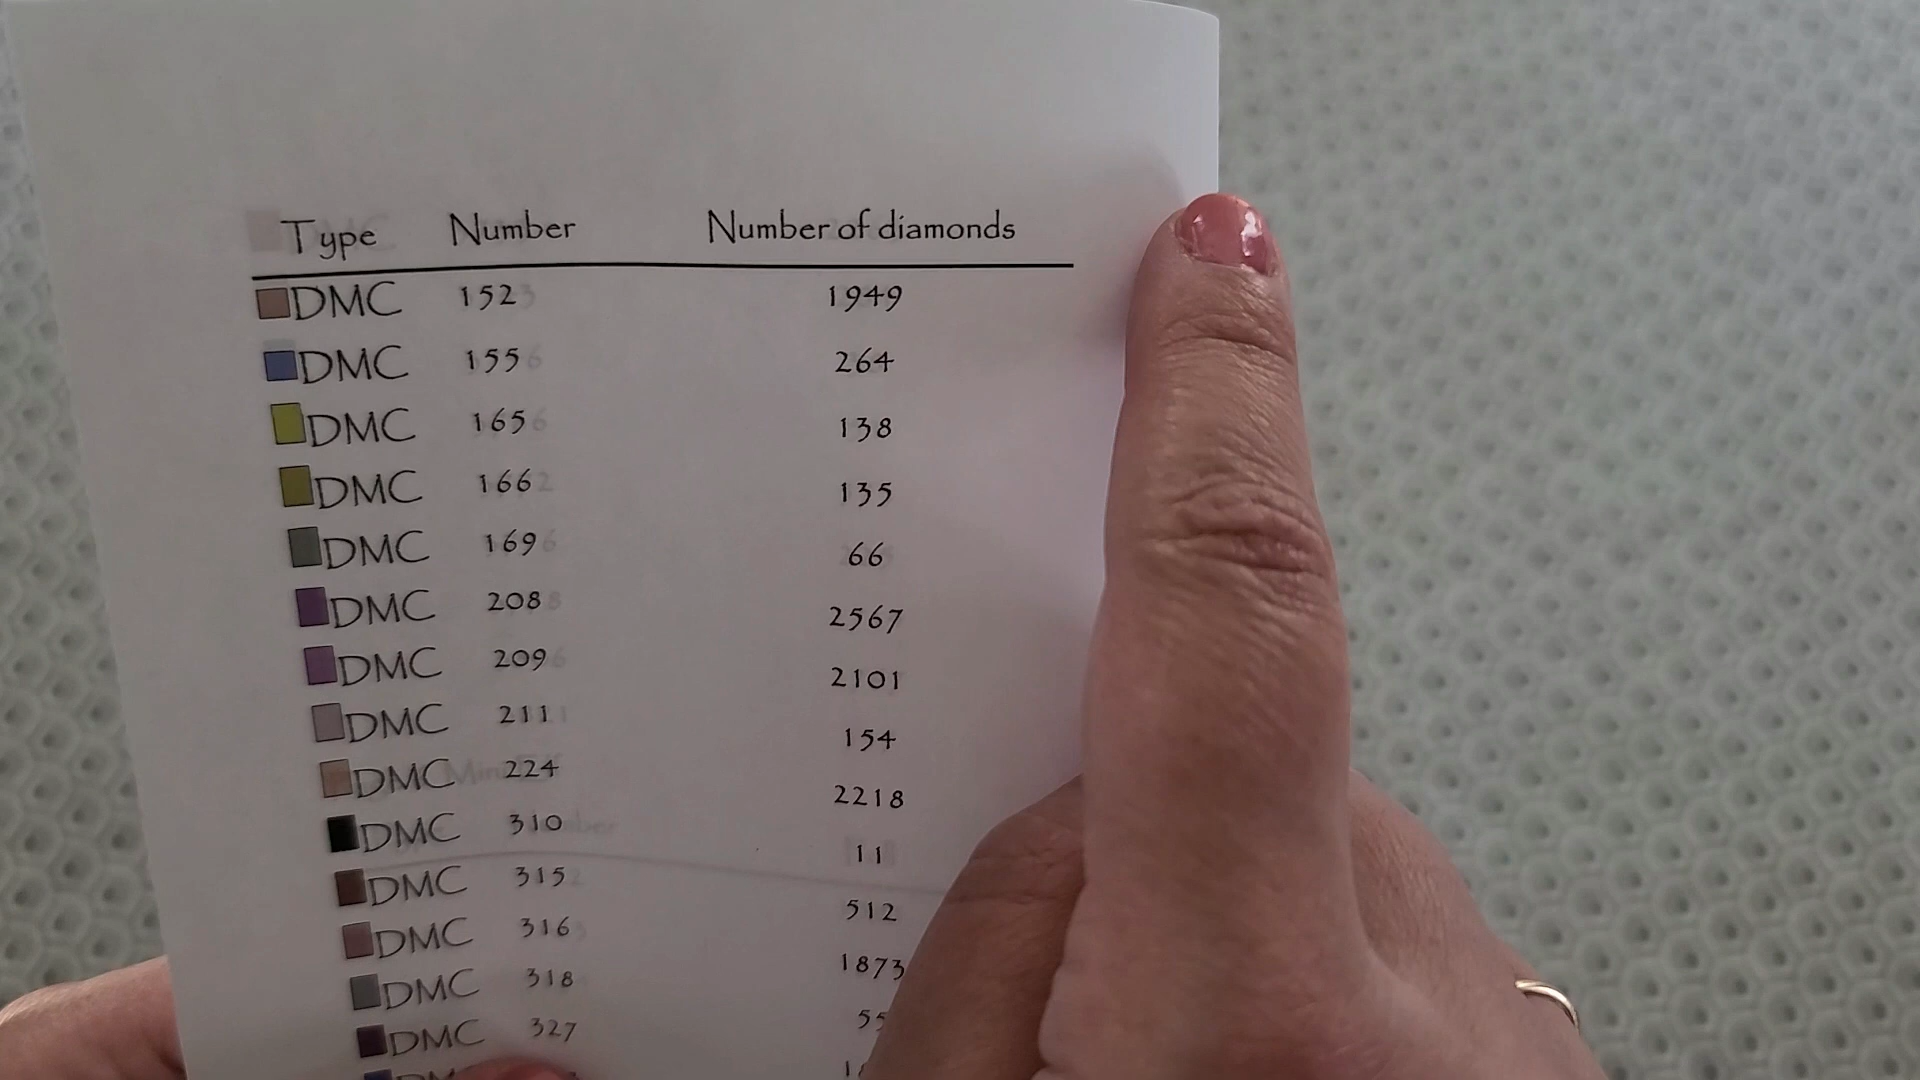 Type Number Number of diamonds
DMC 152 1949
DMC 155 264
DMC 165 138
DMC 166 135
DMC 169 66
DMC 208 2567
DMC 209 2101
DMC 211 154
DMC 224 2218
DMC 310 11
DMC 315 512
DMC 316 1873
DMC 318
DMC 327